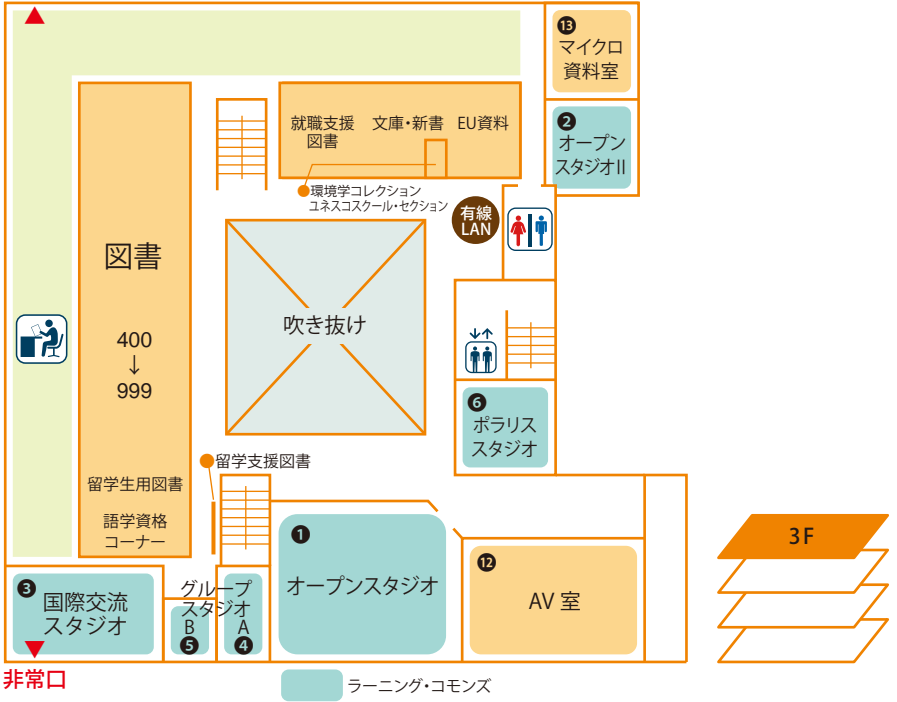 ⓭
マイクロ
資料室
❷
オープン
スタジオII
就職支援
図書
文庫・新書
EU資料
環境学コレクション
ユネスコスクール・セクション
有線
LAN
図書
400
↓
999
吹き抜け
❻
ポラリス
スタジオ
留学生用図書
語学資格
コーナー
留学支援図書
❶
オープンスタジオ
⓬
AV 室
3F
❸
国際交流
スタジオ
グループ
スタジオ
B
❺
A
❹
非常口
ラーニング・コモンズ